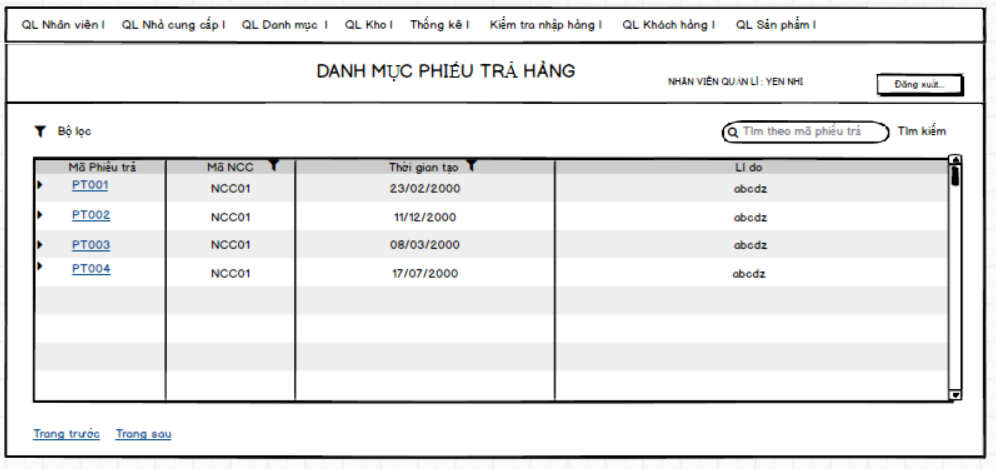 QL Nhân viên I QL Nhà cung cấp I QL Danh mục I QL Kho I Thống kê I Kiểm tra nhập hàng I QL Khách hàng I QL Sản phẩm I
DANH MỤC PHIẾU TRẢ HÀNG
NHÂN VIÊN QUẢN LÍ : YEN NHI
Đăng xuất...
Bộ lọc
Tìm theo mã phiếu trả
Tìm kiếm
Mã Phiếu trả Mã NCC Thời gian tạo Lí do
PT001 NCC01 23/02/2000 abcdz
PT002 NCC01 11/12/2000 abcdz
PT003 NCC01 08/03/2000 abcdz
PT004 NCC01 17/07/2000 abcdz
Trang trước Trang sau